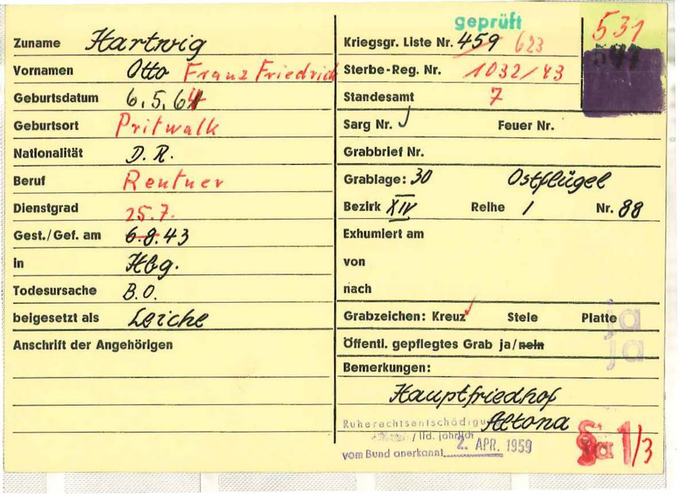 Zuname Hartwig
Vornamen Otto Franz Friedrich
Geburtsdatum 6.5.64
Geburtsort Pritwalk
Nationalität D.R.
Beruf Rentner
Dienstgrad
25.7.
Gest./Gef. am 6.8.43
in Hbg.
Todesursache B.O.
beigesetzt als Leiche
Anschrift der Angehörigen
geprüft
531
Kriegsgr. Liste Nr. 459 623
Sterbe-Reg. Nr. 1032/43
Standesamt 7
Sarg Nr. Feuer Nr.
Grabbrief Nr.
Grablage: 30 Ostflügel
Bezirk XIV Reihe 1 Nr. 88
Exhumiert am
von
nach
Grabzeichen: Kreuz Stele Platte ja
Öffentl. gepflegtes Grab ja/nein ja
Bemerkungen:
Hauptfriedhof
Altona
Ruherechtsentschädigu
/ lfd. jährlich
vom Bund anerkannt 2. APR. 1959
§ 1/3